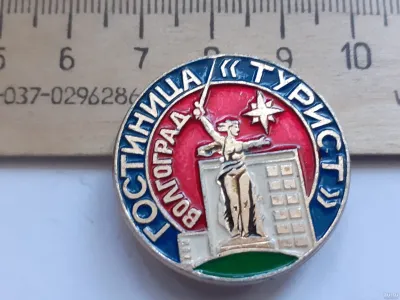 5 6 7 8 9 10
-037-0296286
ГОСТИНИЦА «ТУРИСТ»
ВОЛГОГРАД